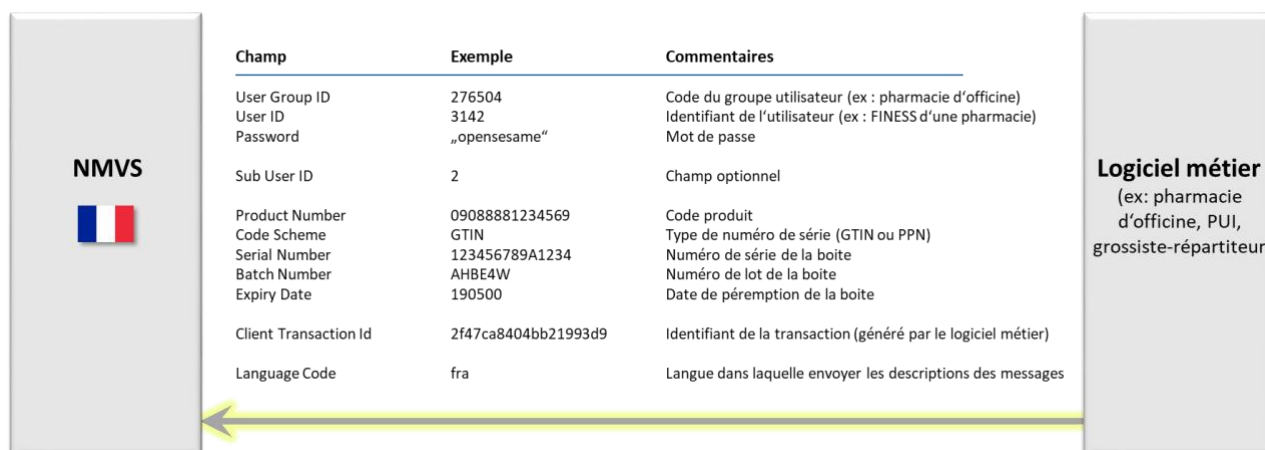 Champ Exemple Commentaires
User Group ID 276504 Code du groupe utilisateur (ex : pharmacie d‘officine)
User ID 3142 Identifiant de l‘utilisateur (ex : FINESS d‘une pharmacie)
Password „opensesame“ Mot de passe
NMVS
Sub User ID 2 Champ optionnel
Logiciel métier
(ex: pharmacie
d‘officine, PUI,
grossiste-répartiteur
Product Number 09088881234569 Code produit
Code Scheme GTIN Type de numéro de série (GTIN ou PPN)
Serial Number 123456789A1234 Numéro de série de la boite
Batch Number AHBE4W Numéro de lot de la boite
Expiry Date 190500 Date de péremption de la boite
Client Transaction Id 2f47ca8404bb21993d9 Identifiant de la transaction (généré par le logiciel métier)
Language Code fra Langue dans laquelle envoyer les descriptions des messages